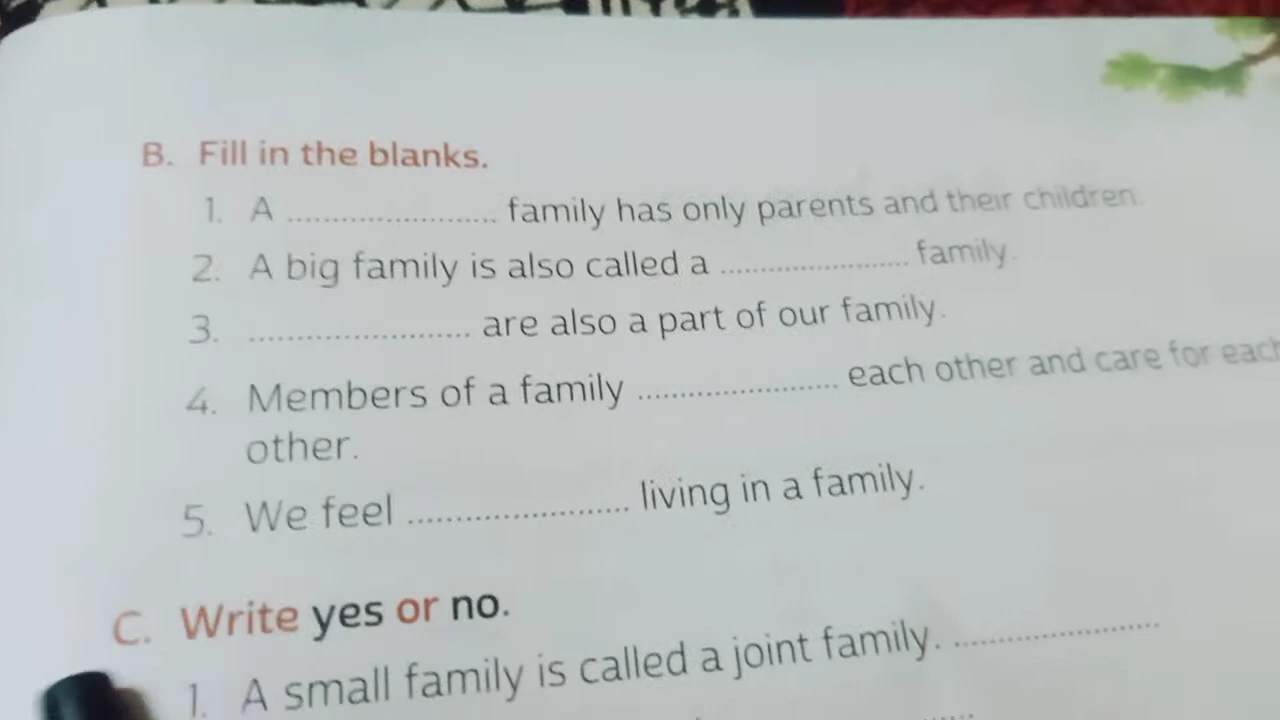 B. Fill in the blanks.
1. A ...................... family has only parents and their children.
2. A big family is also called a .................... family.
3. ....................... are also a part of our family.
4. Members of a family ..................... each other and care for each
other.
5. We feel ....................... living in a family.
C. Write yes or no.
1. A small family is called a joint family. .....................